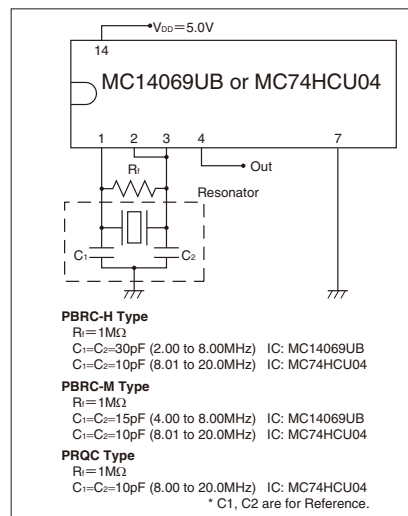 VDD=5.0V
14
MC14069UB or MC74HCU04
1 2 3 4 7
Rf
Out
Resonator
C1 C2
PBRC-H Type
Rf=1MΩ
C1=C2=30pF (2.00 to 8.00MHz) IC: MC14069UB
C1=C2=10pF (8.01 to 20.0MHz) IC: MC74HCU04
PBRC-M Type
Rf=1MΩ
C1=C2=15pF (4.00 to 8.00MHz) IC: MC14069UB
C1=C2=10pF (8.01 to 20.0MHz) IC: MC74HCU04
PRQC Type
Rf=1MΩ
C1=C2=10pF (8.00 to 20.0MHz) IC: MC74HCU04
* C1, C2 are for Reference.